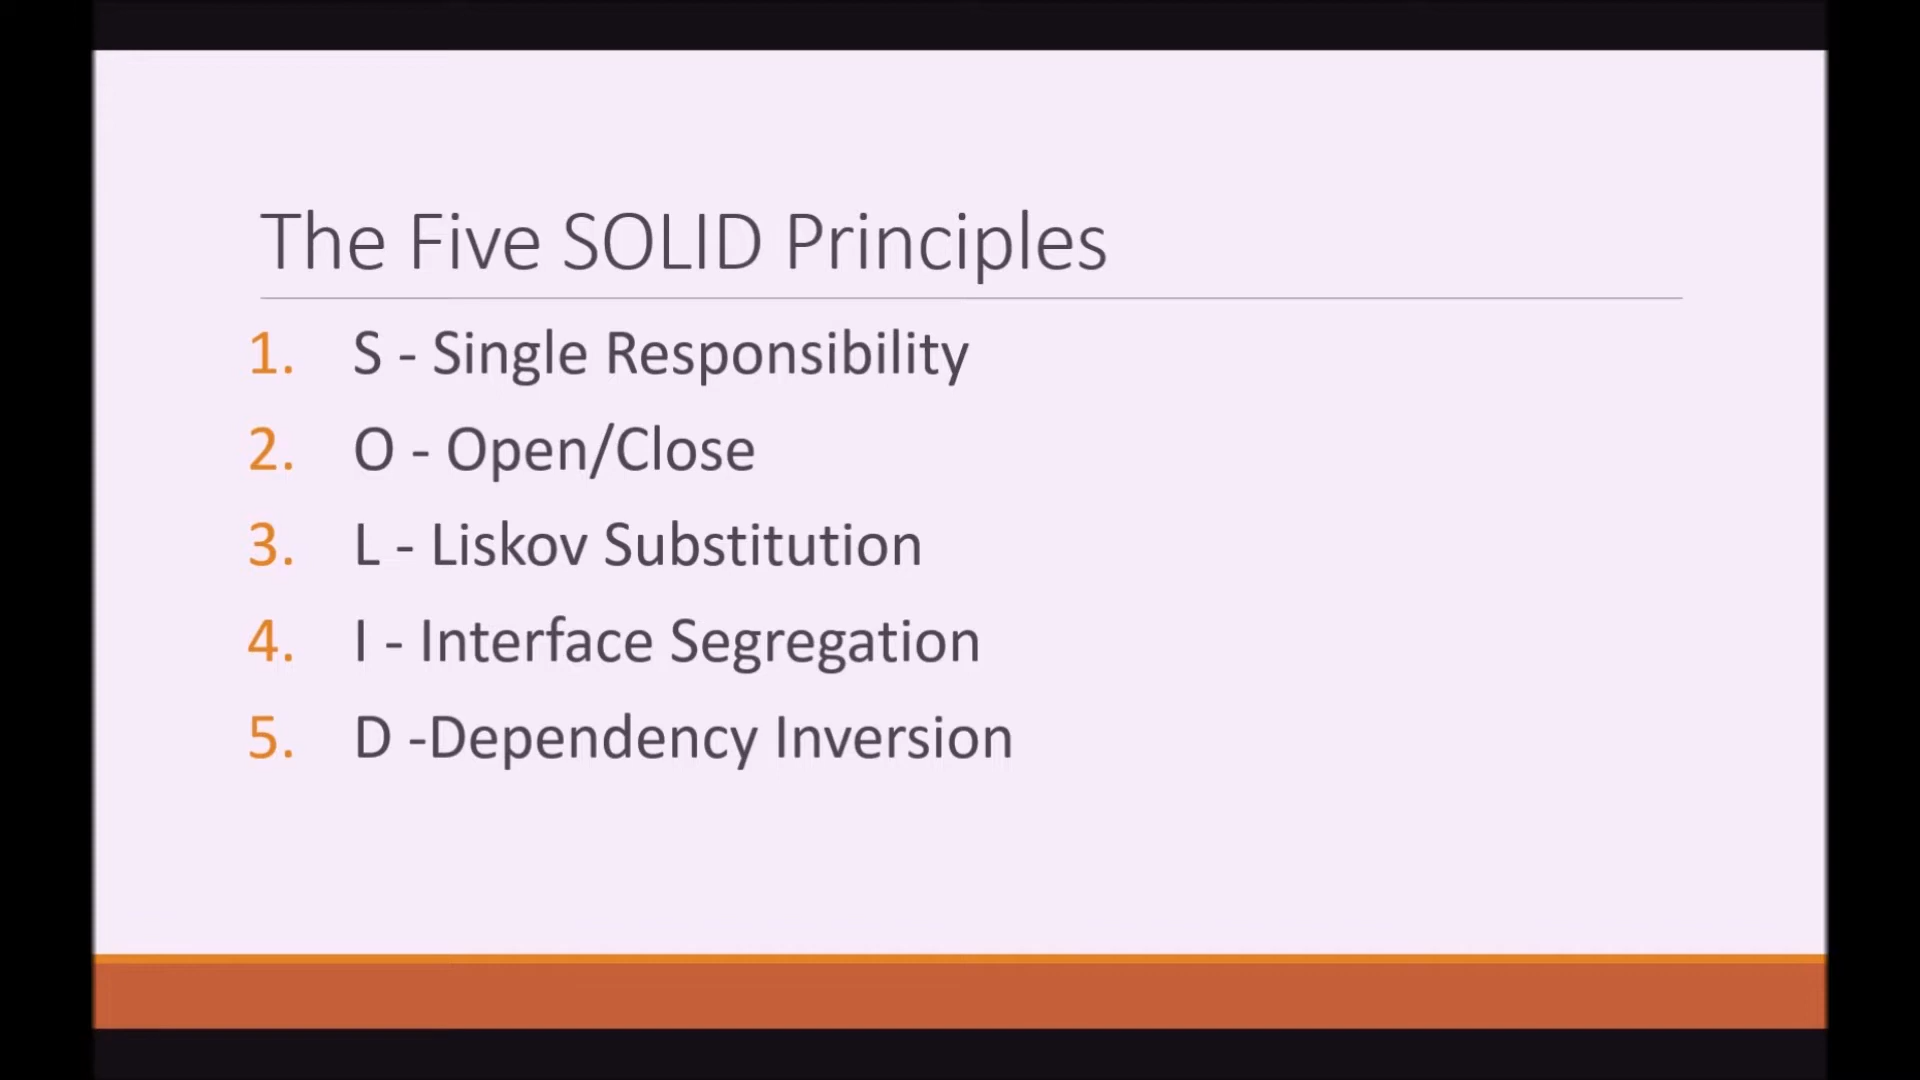 The Five SOLID Principles
1. S - Single Responsibility
2. O - Open/Close
3. L - Liskov Substitution
4. I - Interface Segregation
5. D -Dependency Inversion